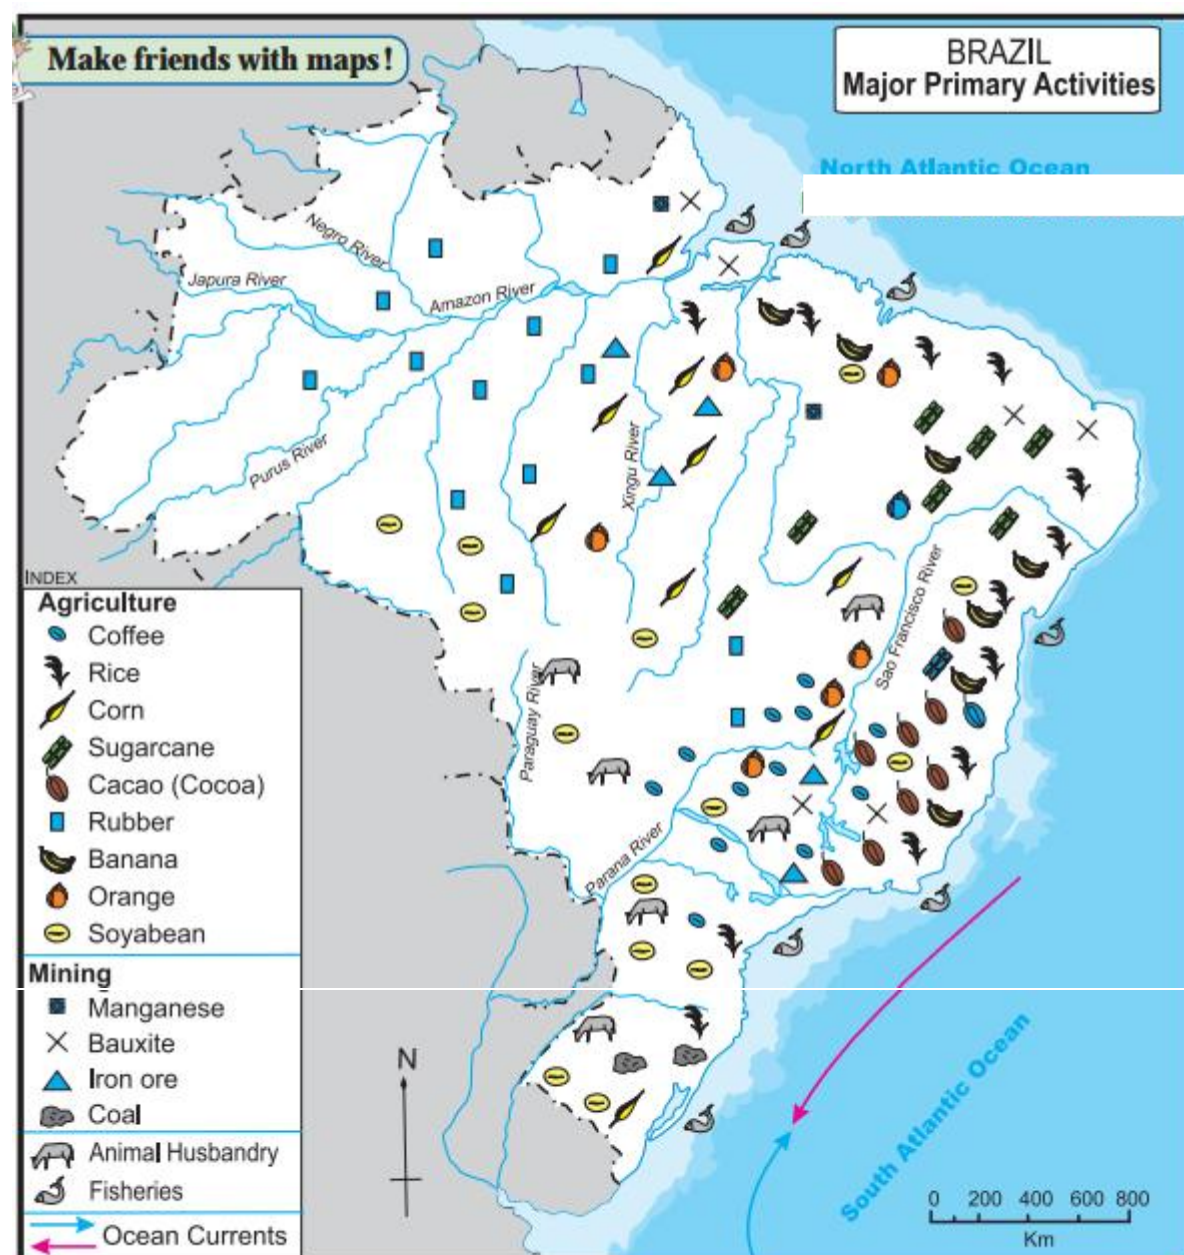 Make friends with maps!
BRAZIL
Major Primary Activities
North Atlantic Ocean
Negro River
Japura River
Amazon River
Purus River
Xingu River
Sao Francisco River
Paraguay River
Parana River
INDEX
Agriculture
Coffee
Rice
Corn
Sugarcane
Cacao (Cocoa)
Rubber
Banana
Orange
Soyabean
Mining
Manganese
Bauxite
Iron ore
Coal
Animal Husbandry
Fisheries
Ocean Currents
N
South Atlantic Ocean
0 200 400 600 800
Km